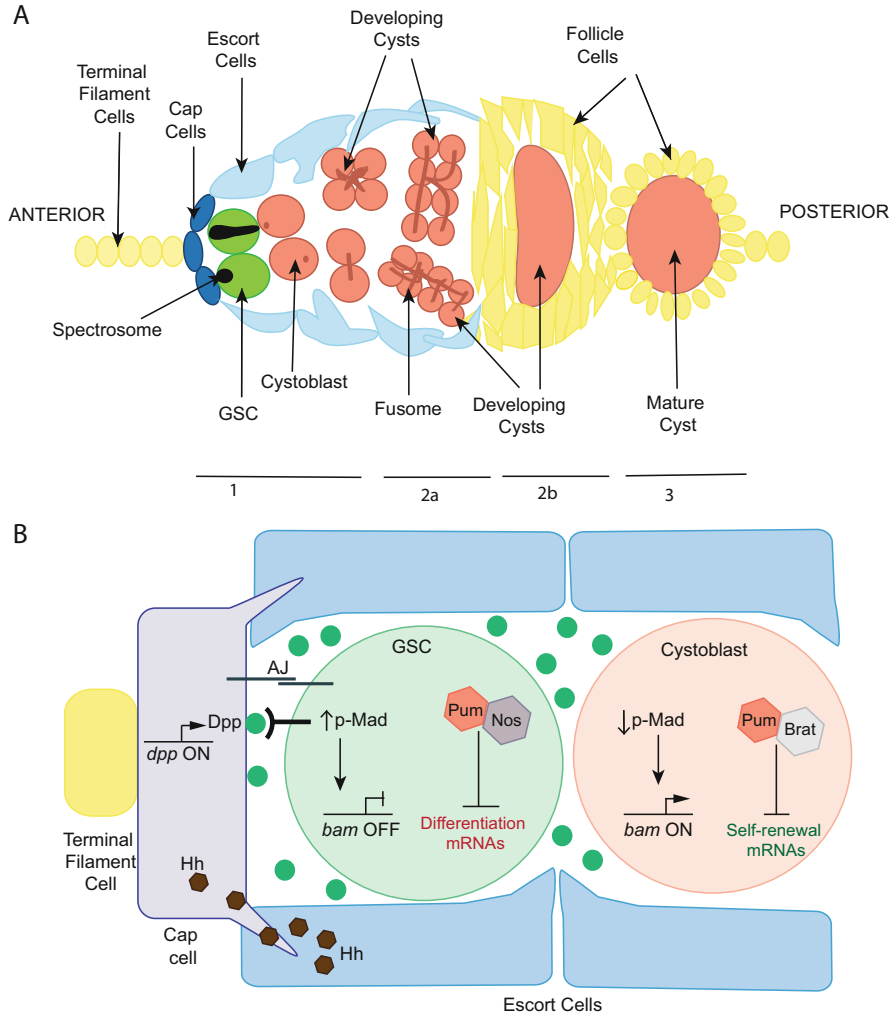 A
Developing
Cysts
Escort
Cells
Follicle
Cells
Terminal
Filament
Cells
Cap
Cells
ANTERIOR
POSTERIOR
Spectrosome
Cystoblast
GSC
Fusome
Developing
Cysts
Mature
Cyst
1
2a
2b
3
B
GSC
Cystoblast
AJ
Dpp
dpp ON
↑p-Mad
Pum
Nos
bam OFF
Differentiation
mRNAs
↓p-Mad
Pum
Brat
bam ON
Self-renewal
mRNAs
Terminal
Filament
Cell
Hh
Cap
cell
Hh
Escort Cells